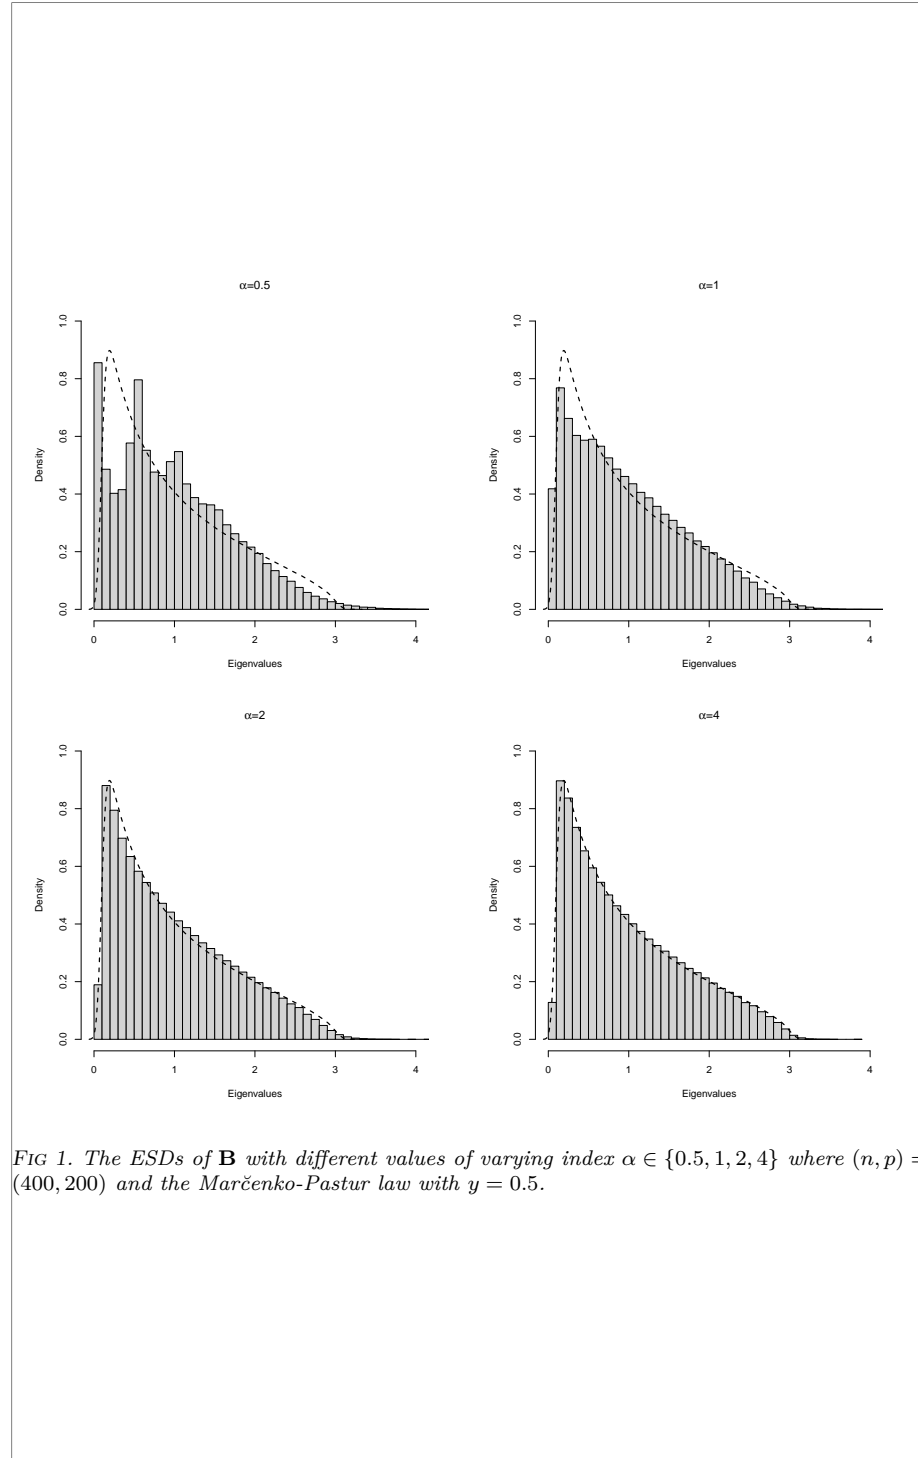 α=0.5
1.0
0.8
0.6
0.4
0.2
0.0
Density
0 1 2 3 4
Eigenvalues
α=1
1.0
0.8
0.6
0.4
0.2
0.0
Density
0 1 2 3 4
Eigenvalues
α=2
1.0
0.8
0.6
0.4
0.2
0.0
Density
0 1 2 3 4
Eigenvalues
α=4
1.0
0.8
0.6
0.4
0.2
0.0
Density
0 1 2 3 4
Eigenvalues
FIG 1. The ESDs of B with different values of varying index α ∈ {0.5, 1, 2, 4} where (n, p) =
(400, 200) and the Marčenko-Pastur law with y = 0.5.